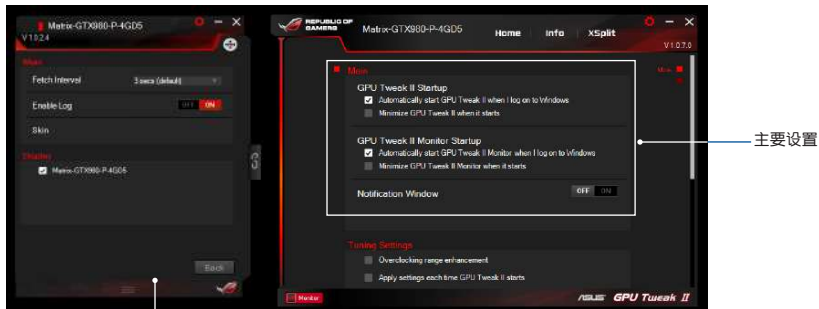 Matrix-GTX980-P-4GD5
V 1.0.2.4
Main
Fetch Interval
3 secs (default)
Enable Log
OFF ON
Skin
Display
Matrix-GTX980-P-4GD5
Back
REPUBLIC OF
GAMERS
Matrix-GTX980-P-4GD5
Home Info XSplit
V 1.0.7.0
Main
GPU Tweak II Startup
Automatically start GPU Tweak II when I log on to Windows
Minimize GPU Tweak II when it starts
GPU Tweak II Monitor Startup
Automatically start GPU Tweak II Monitor when I log on to Windows
Minimize GPU Tweak II Monitor when it starts
Notification Window
OFF ON
Tuning Settings
Overclocking range enhancement
Apply settings each time GPU Tweak II starts
Monitor
ASUS GPU Tweak II
主要设置